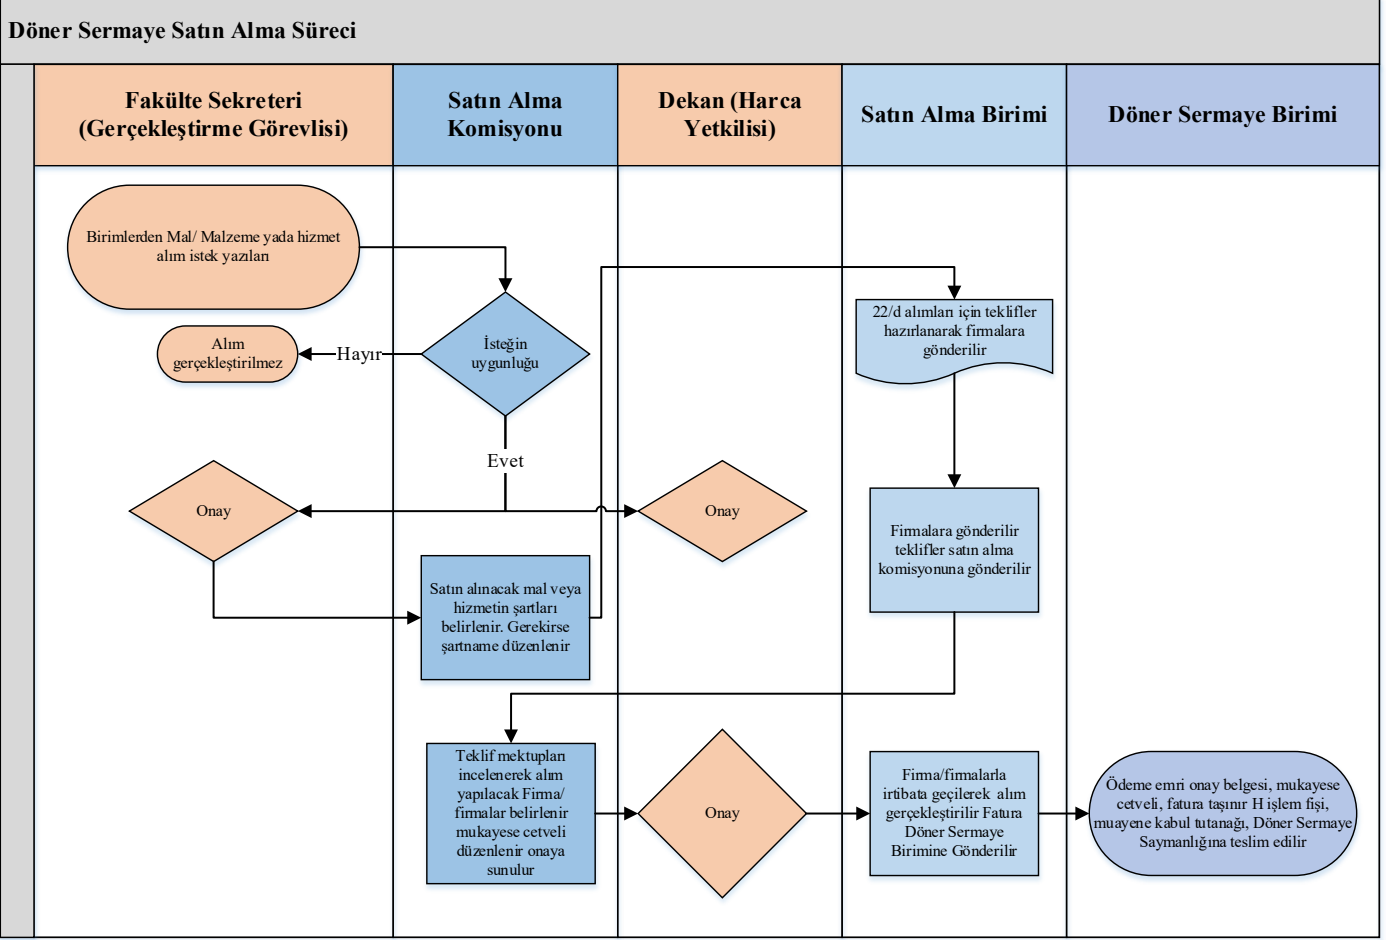 Döner Sermaye Satın Alma Süreci
Fakülte Sekreteri
(Gerçekleştirme Görevlisi)
Satın Alma
Komisyonu
Dekan (Harca
Yetkilisi)
Satın Alma Birimi
Döner Sermaye Birimi
Birimlerden Mal/ Malzeme yada hizmet
alım istek yazıları
İsteğin
uygunluğu
Hayır
Alım
gerçekleştirilmez
Evet
Onay
Onay
Satın alınacak mal veya
hizmetin şartları
belirlenir. Gerekirse
şartname düzenlenir
22/d alımları için teklifler
hazırlanarak firmalara
gönderilir
Firmalara gönderilir
teklifler satın alma
komisyonuna gönderilir
Teklif mektupları
incelenerek alım
yapılacak Firma/
firmalar belirlenir
mukayese cetveli
düzenlenir onaya
sunulur
Onay
Firma/firmalarla
irtibata geçilerek alım
gerçekleştirilir Fatura
Döner Sermaye
Birimine Gönderilir
Ödeme emri onay belgesi, mukayese
cetveli, fatura taşınır H işlem fişi,
muayene kabul tutanağı, Döner Sermaye
Saymanlığına teslim edilir